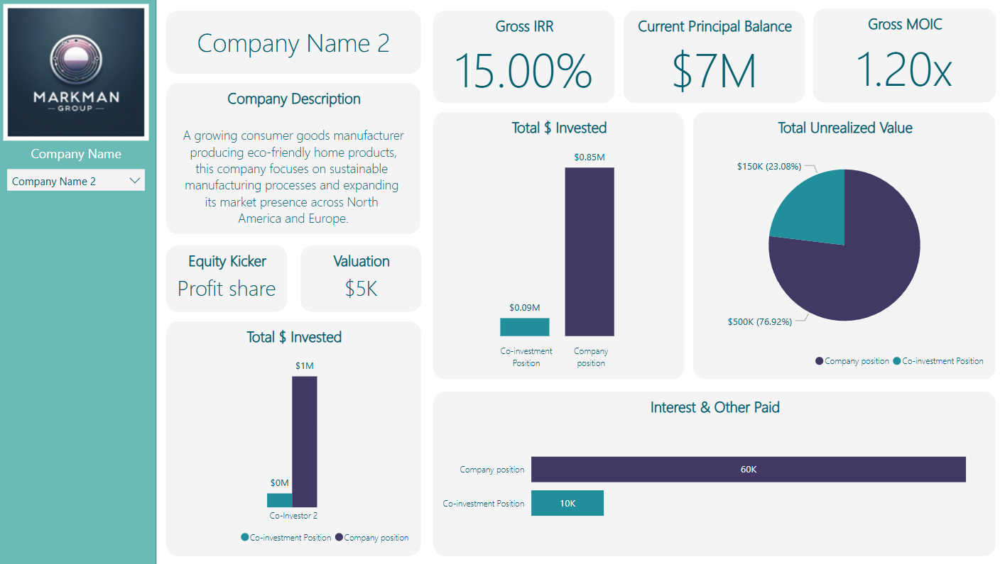 MARKMAN
GROUP
Company Name
Company Name 2
Company Name 2
Company Description
A growing consumer goods manufacturer
producing eco-friendly home products,
this company focuses on sustainable
manufacturing processes and expanding
its market presence across North
America and Europe.
Equity Kicker
Profit share
Valuation
$5K
Total $ Invested
$1M
$0M
Co-Investor 2
Co-investment Position
Company position
Gross IRR
15.00%
Current Principal Balance
$7M
Gross MOIC
1.20x
Total $ Invested
$0.85M
$0.09M
Co-investment
Position
Company
position
Total Unrealized Value
$150K (23.08%)
$500K (76.92%)
Company position
Co-investment Position
Interest & Other Paid
Company position
60K
Co-investment Position
10K